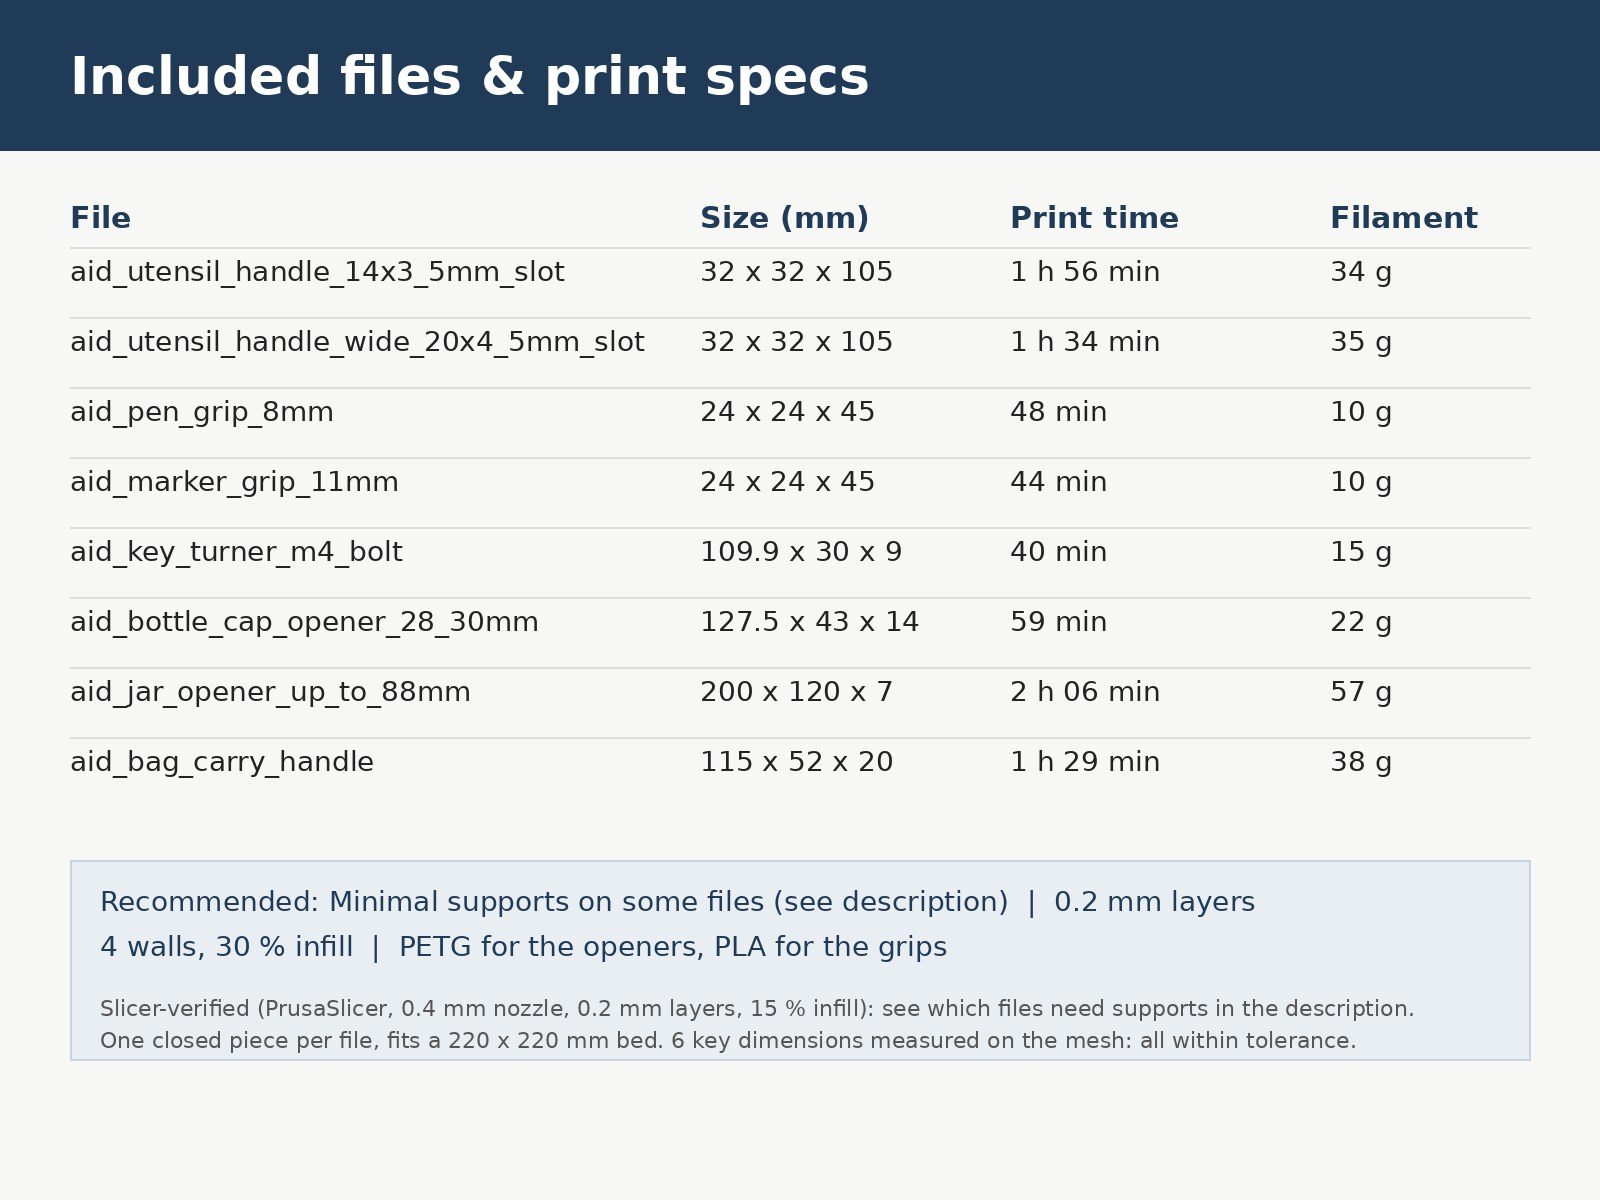 Included files & print specs
File Size (mm) Print time Filament
aid_utensil_handle_14x3_5mm_slot 32 x 32 x 105 1 h 56 min 34 g
aid_utensil_handle_wide_20x4_5mm_slot 32 x 32 x 105 1 h 34 min 35 g
aid_pen_grip_8mm 24 x 24 x 45 48 min 10 g
aid_marker_grip_11mm 24 x 24 x 45 44 min 10 g
aid_key_turner_m4_bolt 109.9 x 30 x 9 40 min 15 g
aid_bottle_cap_opener_28_30mm 127.5 x 43 x 14 59 min 22 g
aid_jar_opener_up_to_88mm 200 x 120 x 7 2 h 06 min 57 g
aid_bag_carry_handle 115 x 52 x 20 1 h 29 min 38 g
Recommended: Minimal supports on some files (see description) | 0.2 mm layers
4 walls, 30 % infill | PETG for the openers, PLA for the grips
Slicer-verified (PrusaSlicer, 0.4 mm nozzle, 0.2 mm layers, 15 % infill): see which files need supports in the description.
One closed piece per file, fits a 220 x 220 mm bed. 6 key dimensions measured on the mesh: all within tolerance.